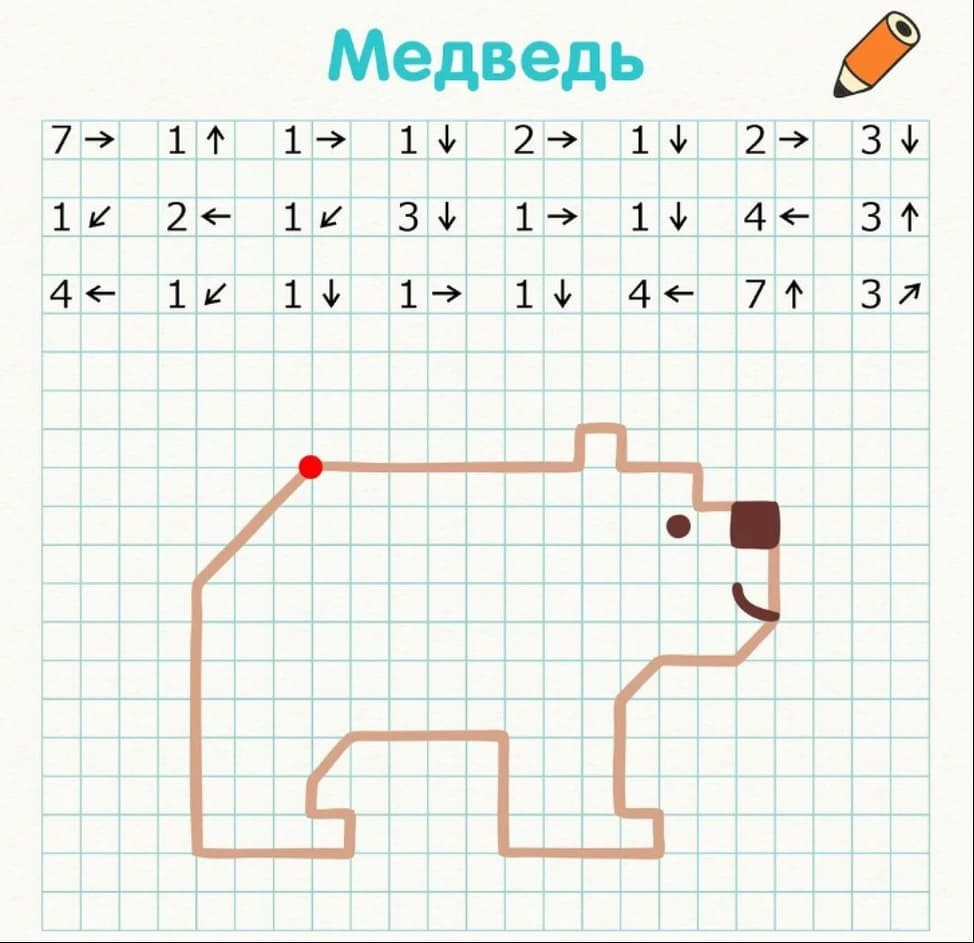 Медведь
7 → 1 ↑ 1 → 1 ↓ 2 → 1 ↓ 2 → 3 ↓
1 ↙ 2 ← 1 ↙ 3 ↓ 1 → 1 ↓ 4 ← 3 ↑
4 ← 1 ↙ 1 ↓ 1 → 1 ↓ 4 ← 7 ↑ 3 ↗